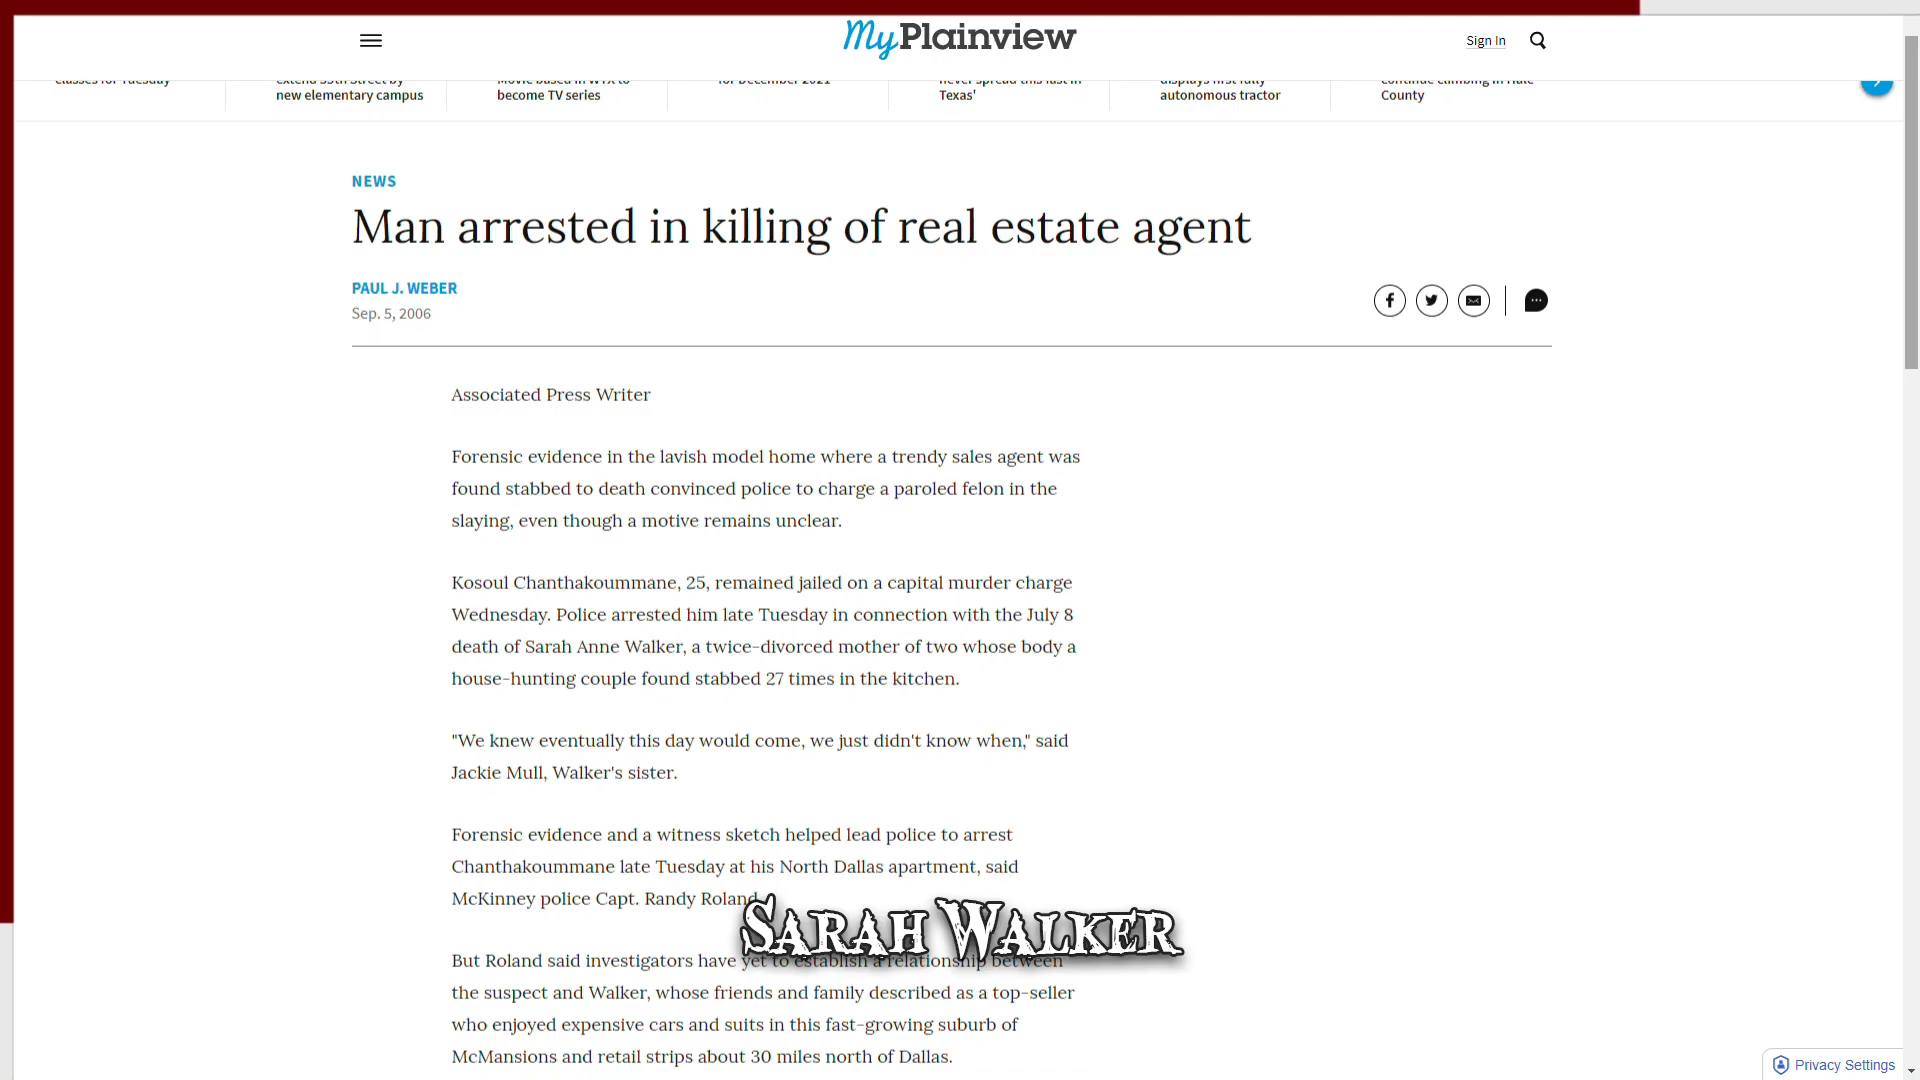 MyPlainview
Sign In
classes for Tuesday
extend 35th Street by
new elementary campus
Movie based in WTX to
become TV series
for December 2021
never spread this fast in
Texas'
displays first fully
autonomous tractor
continue climbing in Hale
County
NEWS
Man arrested in killing of real estate agent
PAUL J. WEBER
Sep. 5, 2006
Associated Press Writer
Forensic evidence in the lavish model home where a trendy sales agent was
found stabbed to death convinced police to charge a paroled felon in the
slaying, even though a motive remains unclear.
Kosoul Chanthakoummane, 25, remained jailed on a capital murder charge
Wednesday. Police arrested him late Tuesday in connection with the July 8
death of Sarah Anne Walker, a twice-divorced mother of two whose body a
house-hunting couple found stabbed 27 times in the kitchen.
"We knew eventually this day would come, we just didn't know when," said
Jackie Mull, Walker's sister.
Forensic evidence and a witness sketch helped lead police to arrest
Chanthakoummane late Tuesday at his North Dallas apartment, said
McKinney police Capt. Randy Roland.
Sarah Walker
But Roland said investigators have yet to establish a relationship between
the suspect and Walker, whose friends and family described as a top-seller
who enjoyed expensive cars and suits in this fast-growing suburb of
McMansions and retail strips about 30 miles north of Dallas.
Privacy Settings